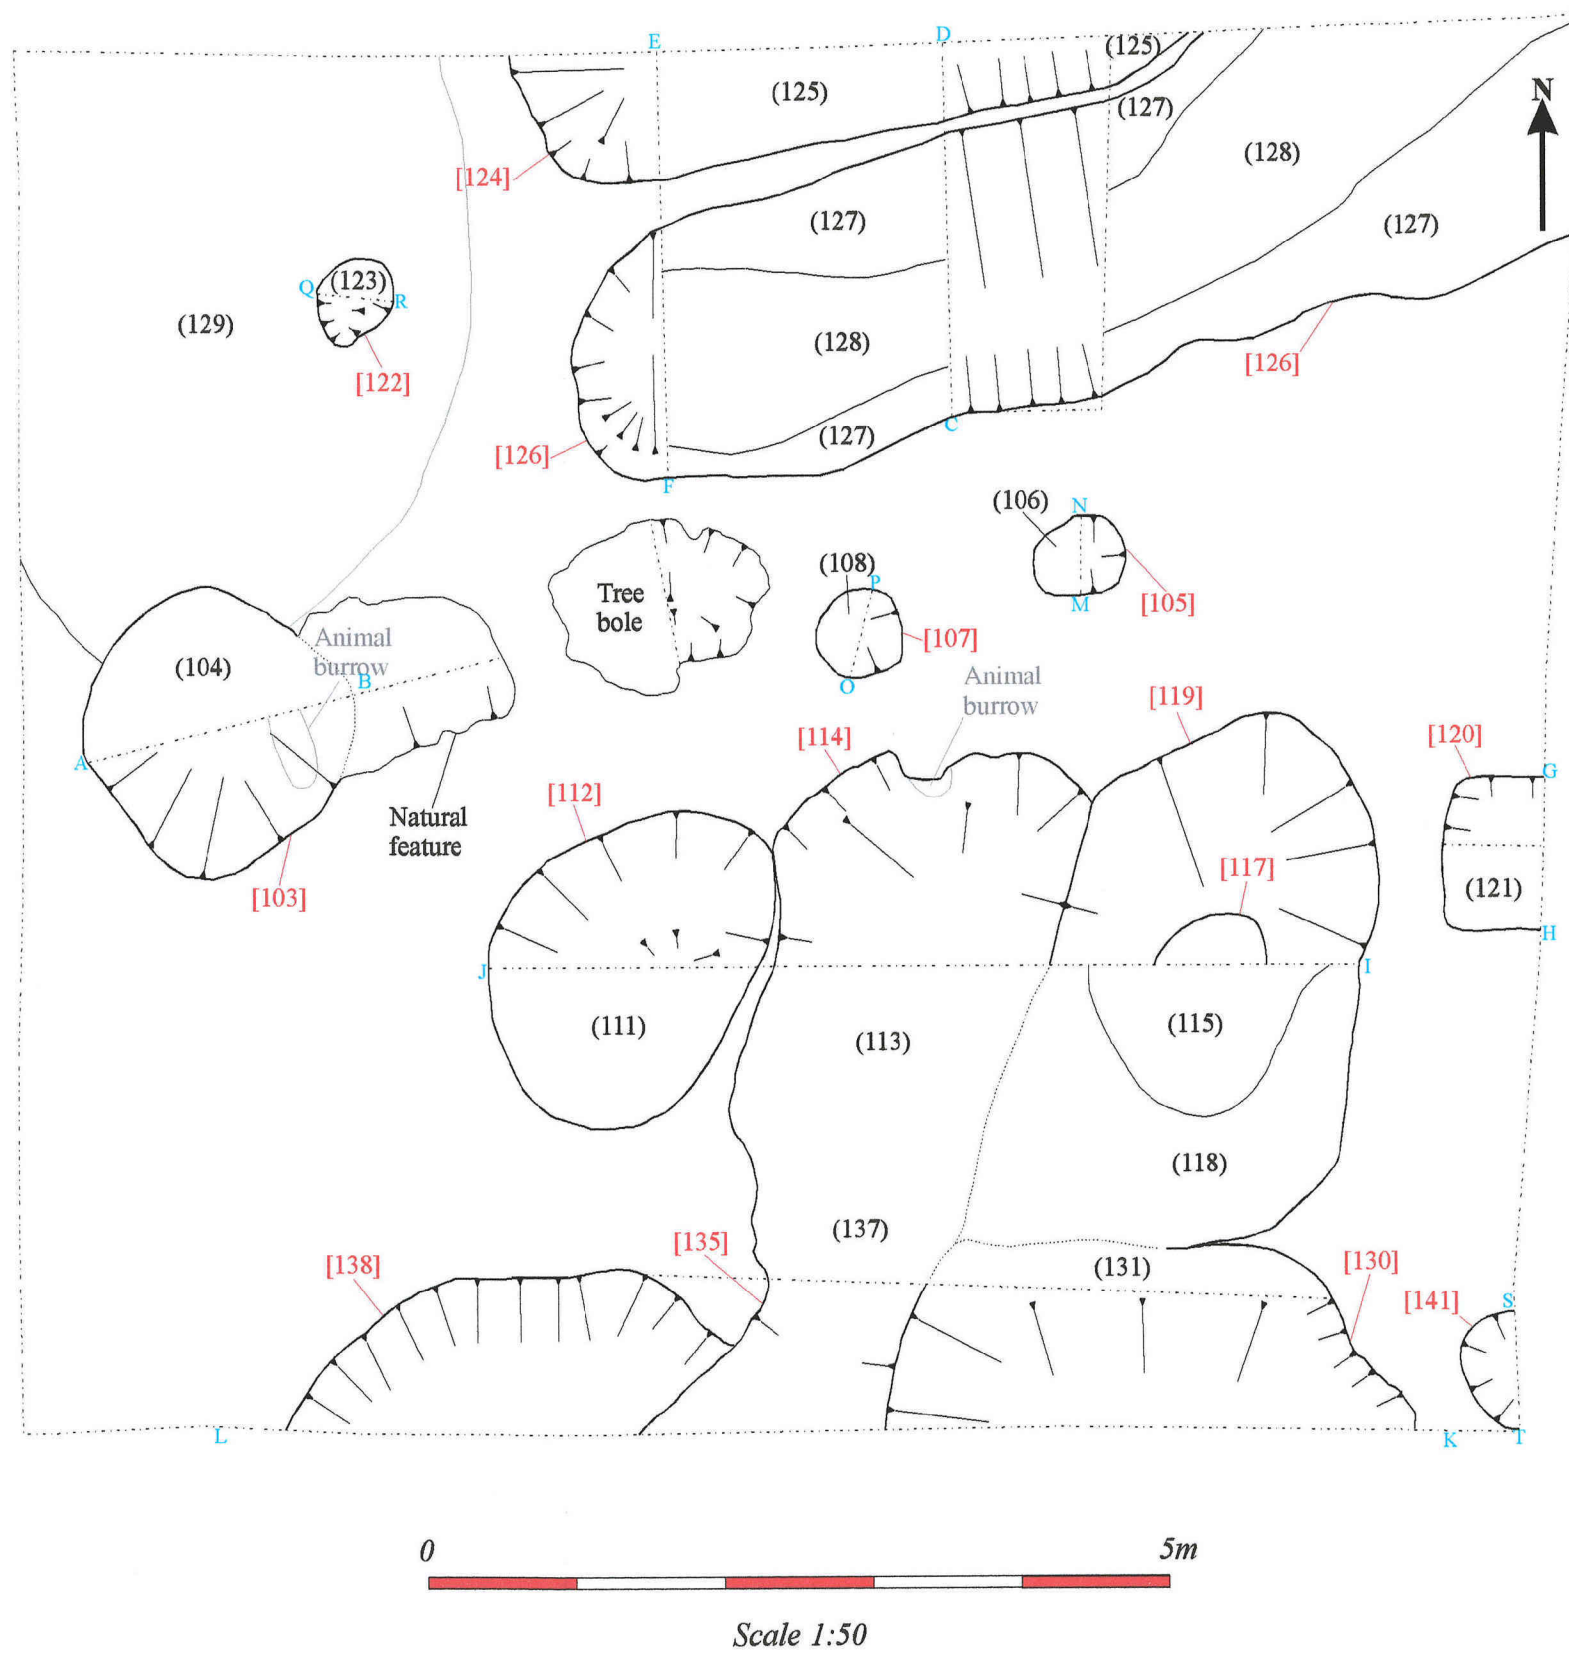 E
D
(125)
(125)
N
(127)
(128)
[124]
(127)
(127)
Q
(123)
R
(129)
(128)
[126]
[122]
C
(127)
[126]
F
(106)
N
(108)
P
Tree
bole
M
[105]
[107]
Animal
burrow
(104)
B
O
Animal
burrow
[119]
[114]
[120]
A
G
[112]
Natural
feature
[117]
(121)
[103]
H
J
I
(111)
(115)
(113)
(118)
(137)
[135]
[138]
(131)
[130]
[141]
S
L
K
T
0
5m
Scale 1:50